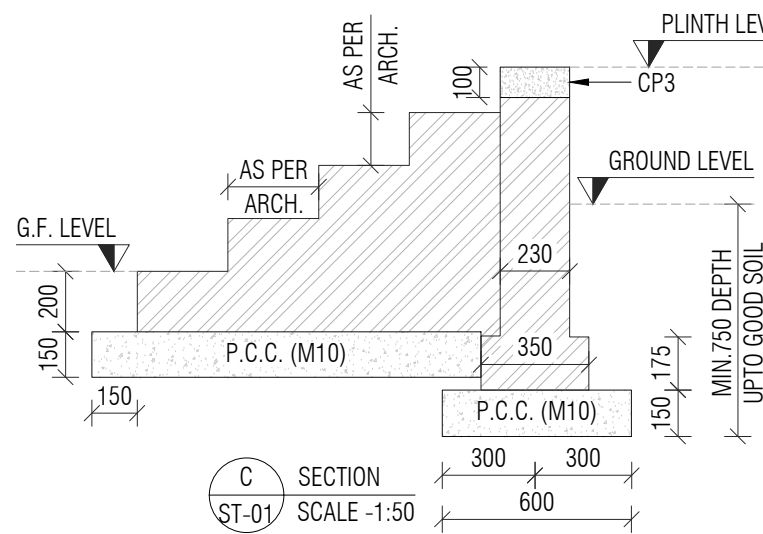 PLINTH LEV
AS PER
ARCH.
100
CP3
AS PER
ARCH.
GROUND LEVEL
G.F. LEVEL
230
200
150
P.C.C. (M10)
350
MIN.750 DEPTH
UPTO GOOD SOIL
175
150
150
P.C.C. (M10)
300
300
600
C
ST-01
SECTION
SCALE -1:50